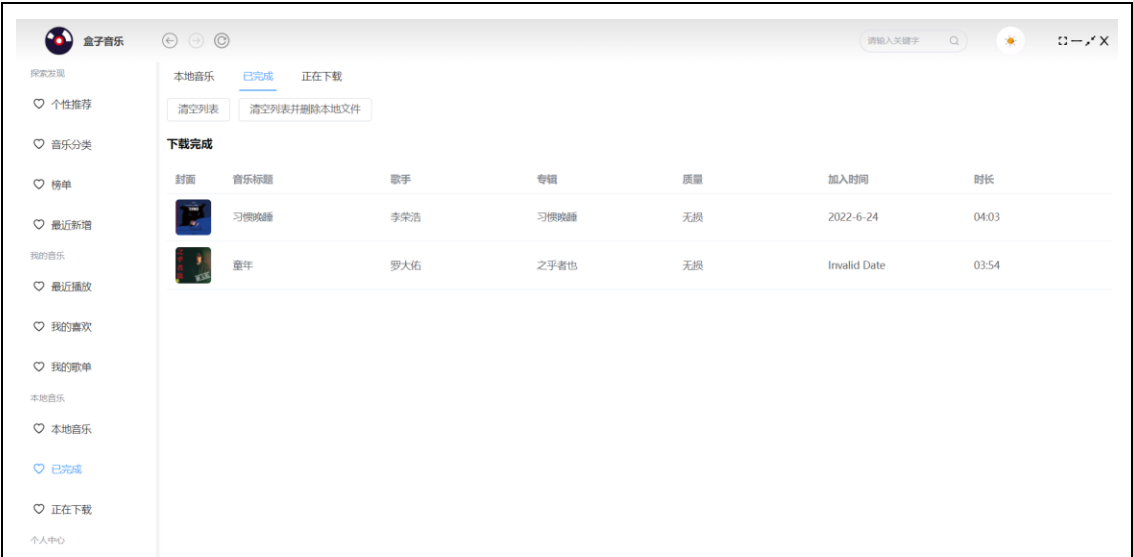 盒子音乐
请输入关键字
探索发现
个性推荐
音乐分类
榜单
最近新增
我的音乐
最近播放
我的喜欢
我的歌单
本地音乐
本地音乐
已完成
正在下载
个人中心
本地音乐 已完成 正在下载
清空列表 清空列表并删除本地文件
下载完成
封面 音乐标题 歌手 专辑 质量 加入时间 时长
习惯晚睡 李荣浩 习惯晚睡 无损 2022-6-24 04:03
童年 罗大佑 之乎者也 无损 Invalid Date 03:54